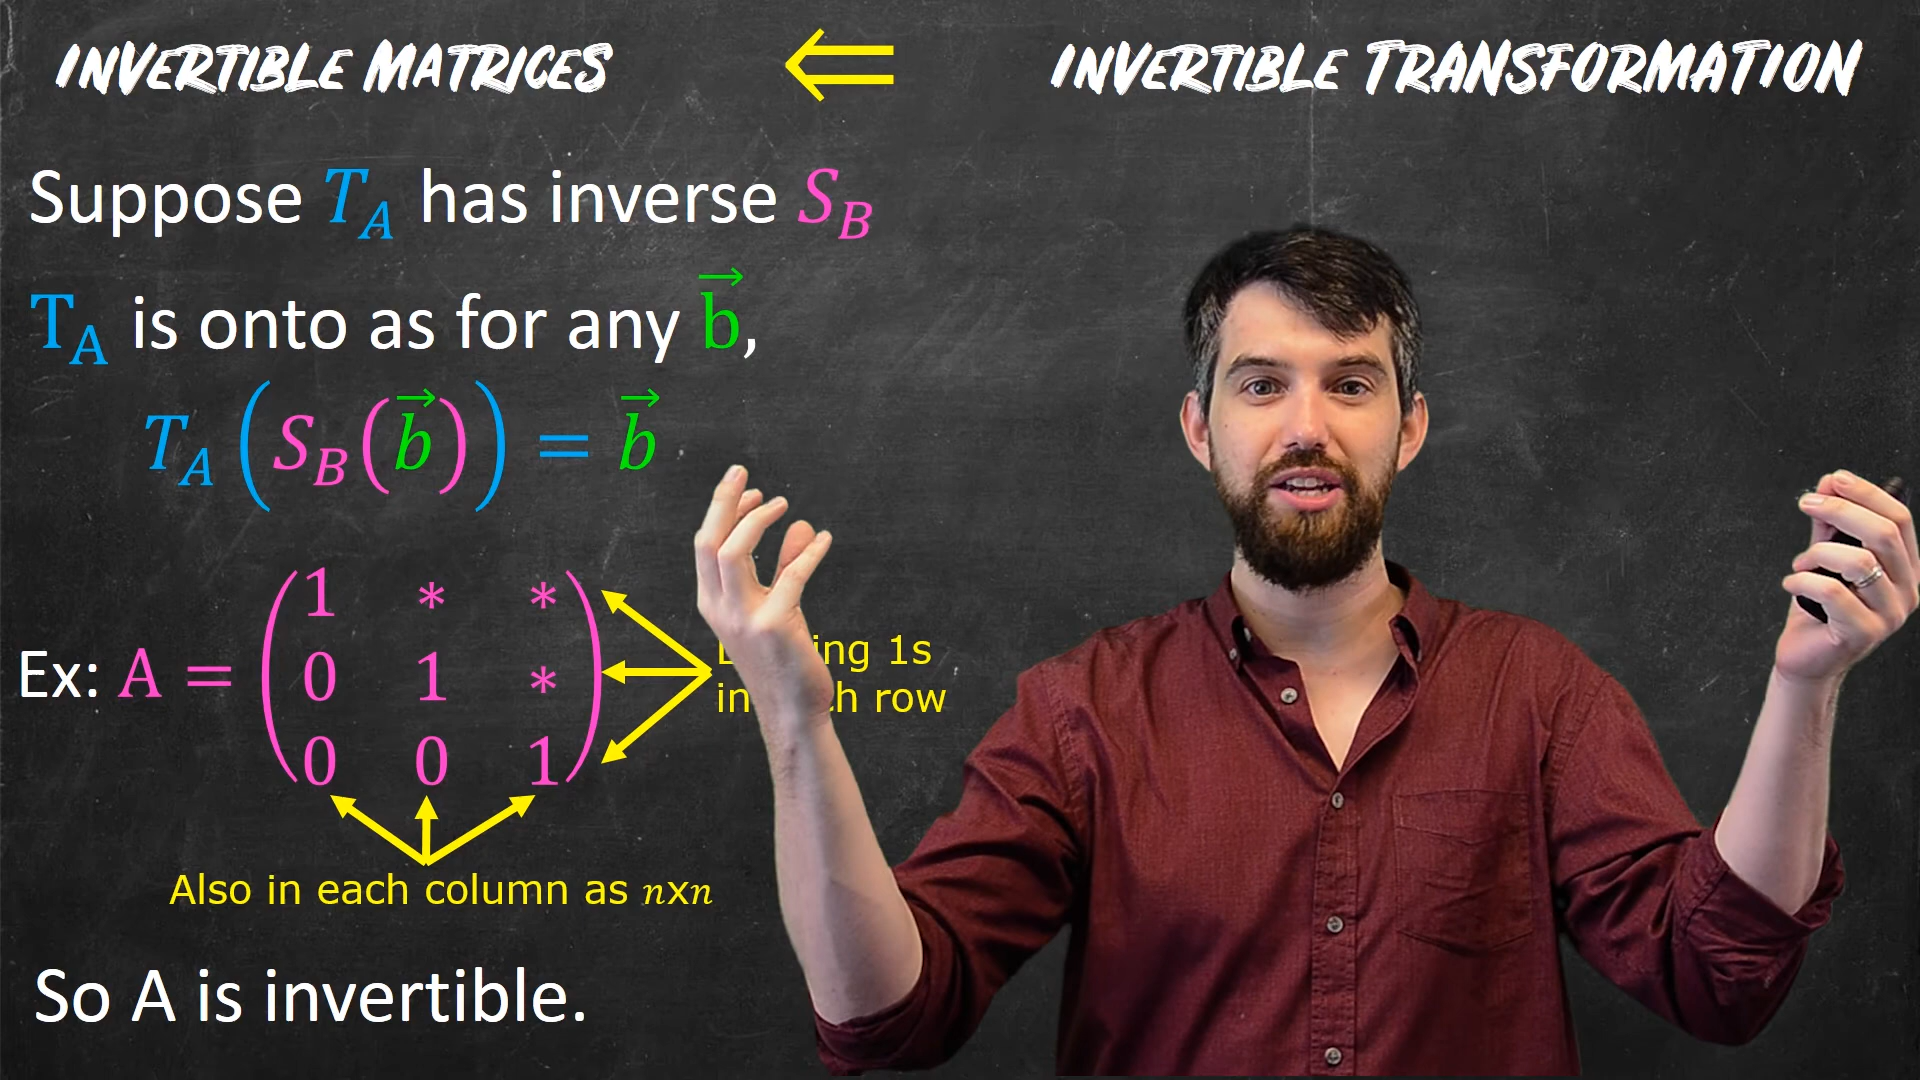 INVERTIBLE MATRICES ⇐ INVERTIBLE TRANSFORMATION
Suppose T_A has inverse S_B
T_A is onto as for any b⃗,
T_A(S_B(b⃗)) = b⃗
Ex: A = (1 * *
0 1 *
0 0 1)
1s
in row
Also in each column as nxn
So A is invertible.